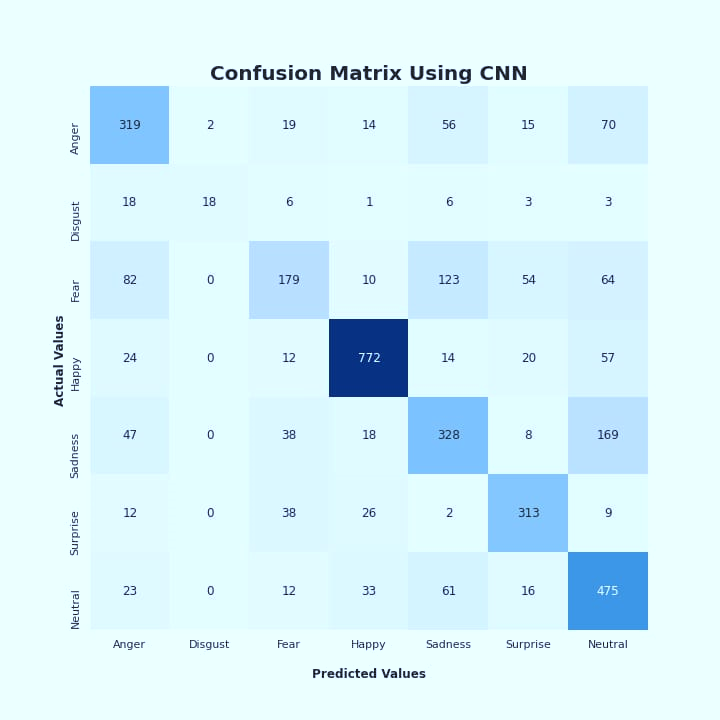 Confusion Matrix Using CNN
Actual Values
Anger 319 2 19 14 56 15 70
Disgust 18 18 6 1 6 3 3
Fear 82 0 179 10 123 54 64
Happy 24 0 12 772 14 20 57
Sadness 47 0 38 18 328 8 169
Surprise 12 0 38 26 2 313 9
Neutral 23 0 12 33 61 16 475
Anger Disgust Fear Happy Sadness Surprise Neutral
Predicted Values